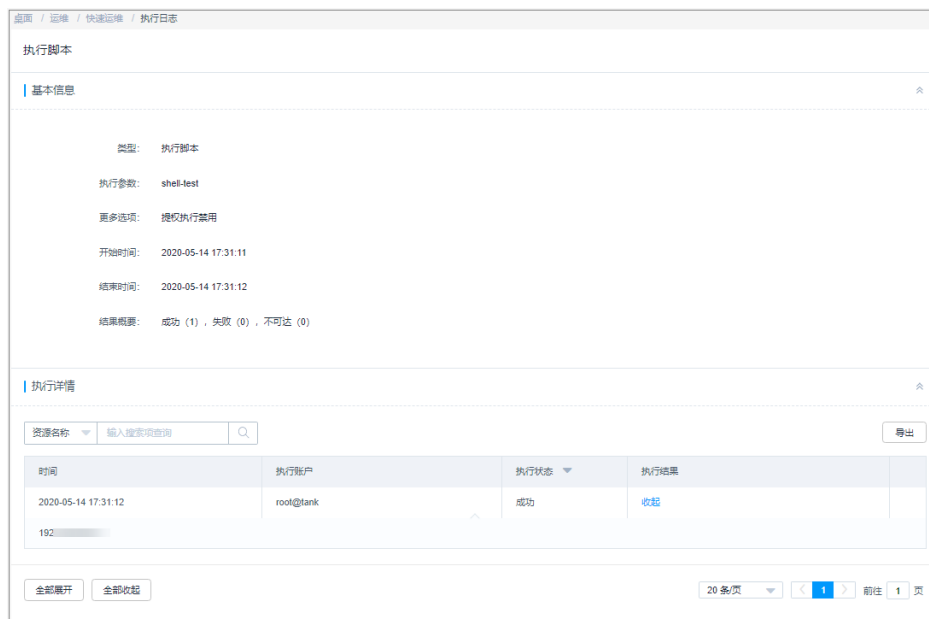 桌面 / 运维 / 快速运维 / 执行日志
执行脚本
基本信息
类型: 执行脚本
执行参数: shell-test
更多选项: 提权执行禁用
开始时间: 2020-05-14 17:31:11
结束时间: 2020-05-14 17:31:12
结果概要: 成功（1）, 失败（0）, 不可达（0）
执行详情
资源名称 输入搜索项查询 导出
时间 执行账户 执行状态 执行结果
2020-05-14 17:31:12 root@tank 成功 收起
192
全部展开 全部收起 20 条/页 1 前往 1 页